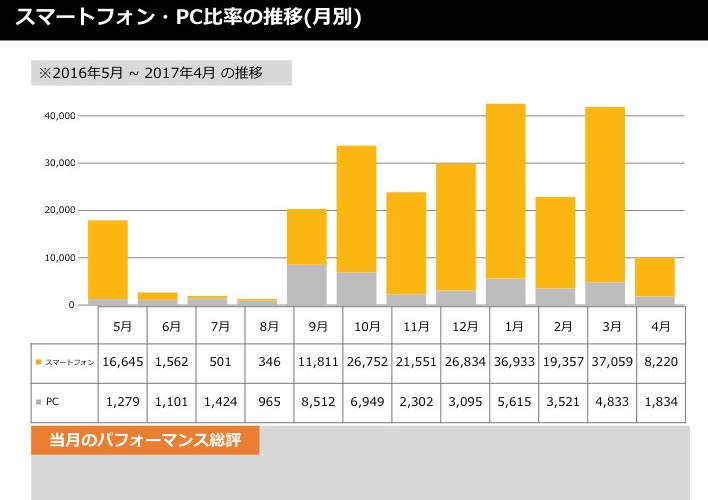 スマートフォン・PC比率の推移(月別)
※2016年5月 ~ 2017年4月 の推移
40,000
30,000
20,000
10,000
0
5月 6月 7月 8月 9月 10月 11月 12月 1月 2月 3月 4月
スマートフォン 16,645 1,562 501 346 11,811 26,752 21,551 26,834 36,933 19,357 37,059 8,220
PC 1,279 1,101 1,424 965 8,512 6,949 2,302 3,095 5,615 3,521 4,833 1,834
当月のパフォーマンス総評